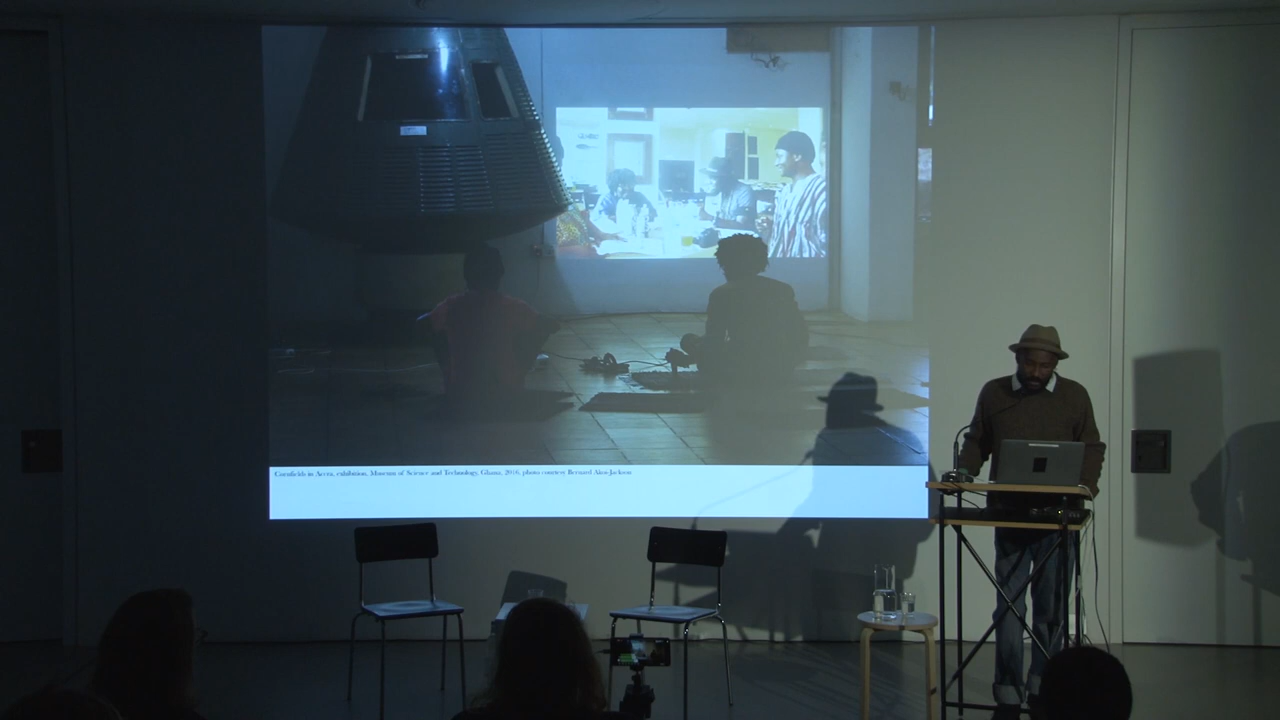 Cornfields in Accra, exhibition, Museum of Science and Technology, Ghana, 2016, photo courtesy Bernard Akoi-Jackson